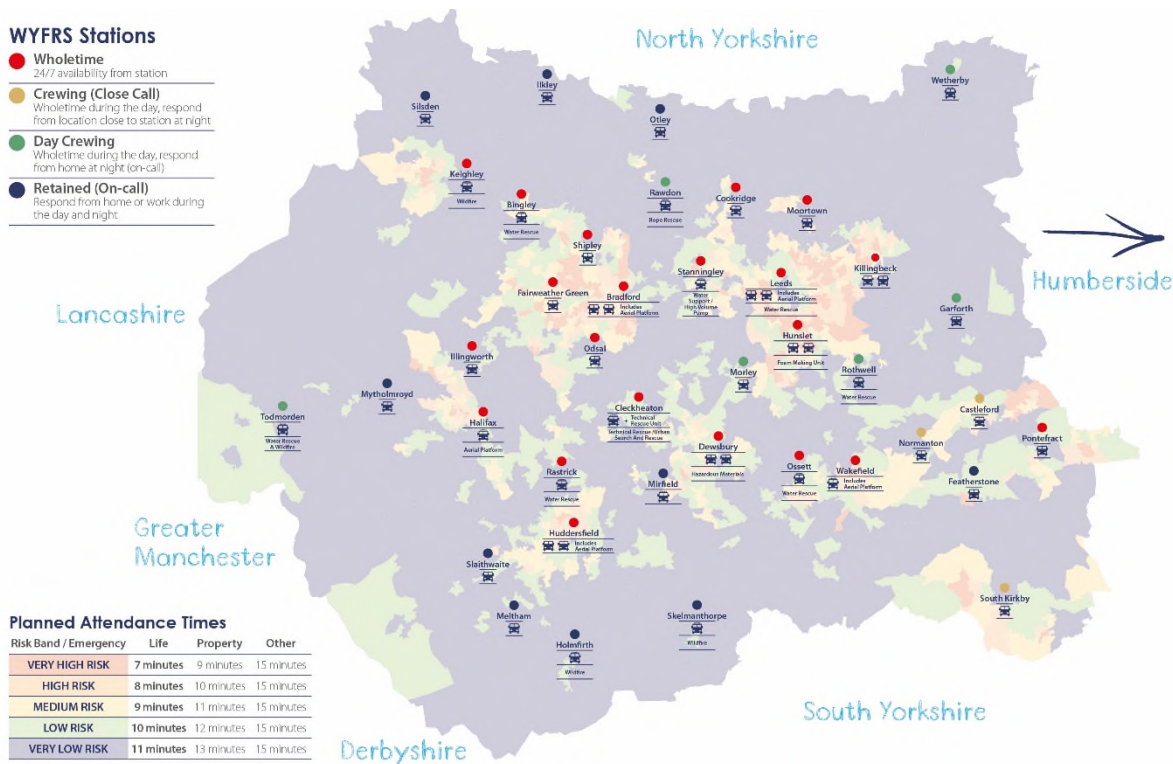 WYFRS Stations
Wholetime
24/7 availability from station
Crewing (Close Call)
Wholetime during the day, respond
from location close to station at night
Day Crewing
Wholetime during the day, respond
from home at night (on-call)
Retained (On-call)
Respond from home or work during
the day and night
North Yorkshire
Wetherby
Ilkley
Silsden
Otley
Keighley
Wildfire
Bingley
Water Rescue
Rawdon
Rope Rescue
Cookridge
Moortown
Shipley
Stanningley
Water
Support /
High Volume
Pump
Leeds
Includes
Aerial Platform
Water Rescue
Killingbeck
Humberside
Lancashire
Fairweather Green
Bradford
Includes
Aerial Platform
Garforth
Hunslet
Foam Making Unit
Odsal
Illingworth
Morley
Rothwell
Water Rescue
Mytholmroyd
Todmorden
Water Rescue
& Wildfire
Halifax
Aerial Platform
Cleckheaton
+ Technical
Rescue Unit
Technical Rescue /Urban
Search And Rescue
Castleford
Dewsbury
Hazardous Materials
Normanton
Pontefract
Rastrick
Water Rescue
Mirfield
Ossett
Water Rescue
Wakefield
Includes
Aerial Platform
Featherstone
Greater
Manchester
Huddersfield
Includes
Aerial Platform
Slaithwaite
South Kirkby
Meltham
Skelmanthorpe
Wildfire
Holmfirth
Wildfire
Planned Attendance Times
Risk Band / Emergency Life Property Other
VERY HIGH RISK 7 minutes 9 minutes 15 minutes
HIGH RISK 8 minutes 10 minutes 15 minutes
MEDIUM RISK 9 minutes 11 minutes 15 minutes
LOW RISK 10 minutes 12 minutes 15 minutes
VERY LOW RISK 11 minutes 13 minutes 15 minutes
South Yorkshire
Derbyshire